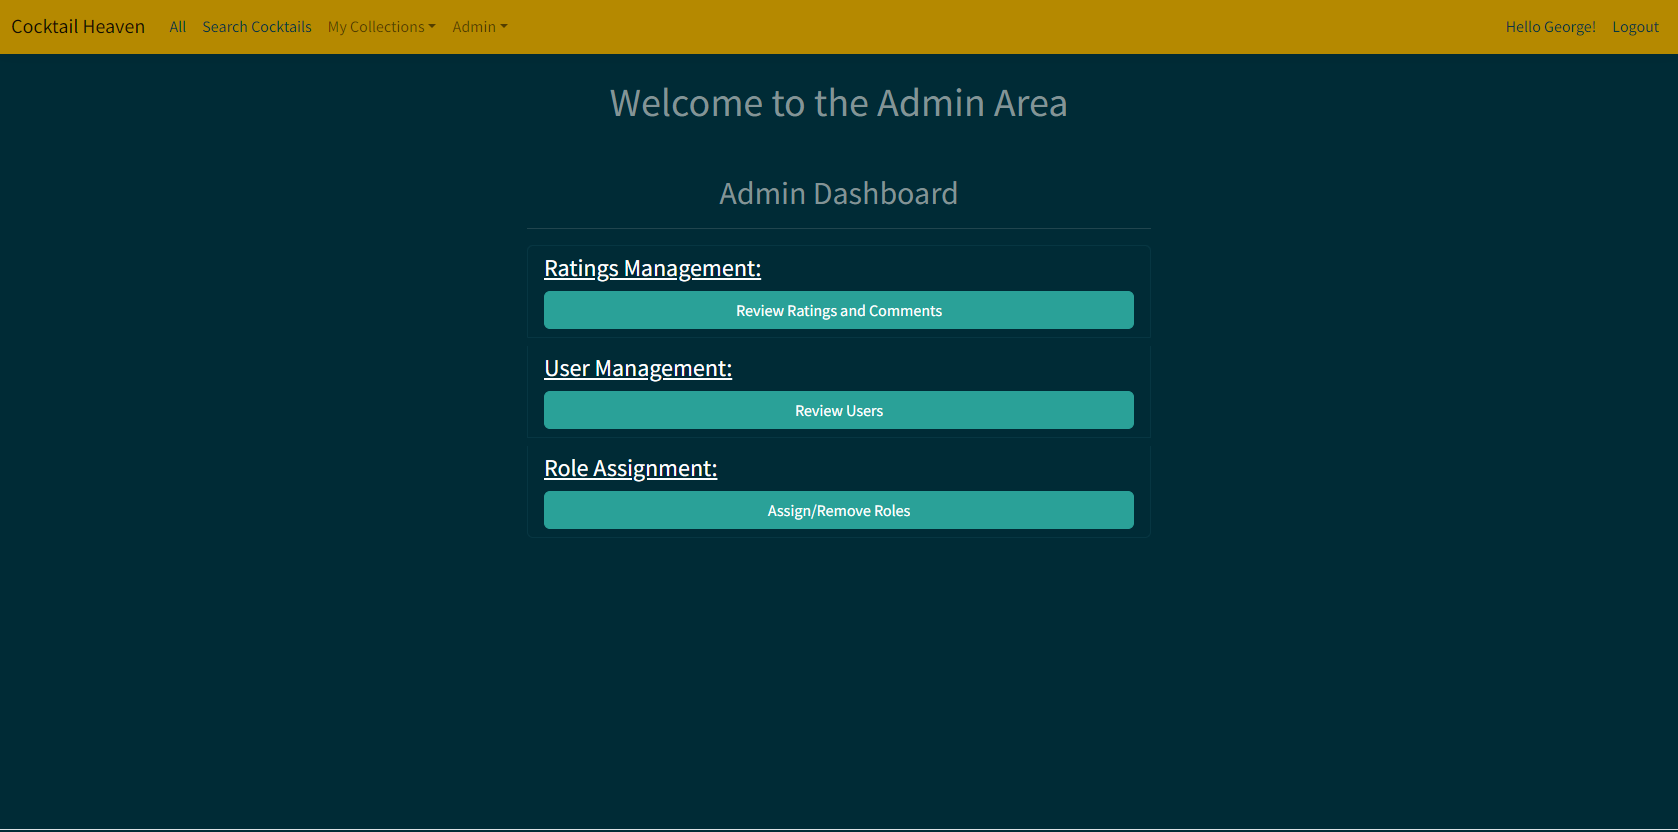 Cocktail Heaven All Search Cocktails My Collections Admin Hello George! Logout
Welcome to the Admin Area
Admin Dashboard
Ratings Management:
Review Ratings and Comments
User Management:
Review Users
Role Assignment:
Assign/Remove Roles